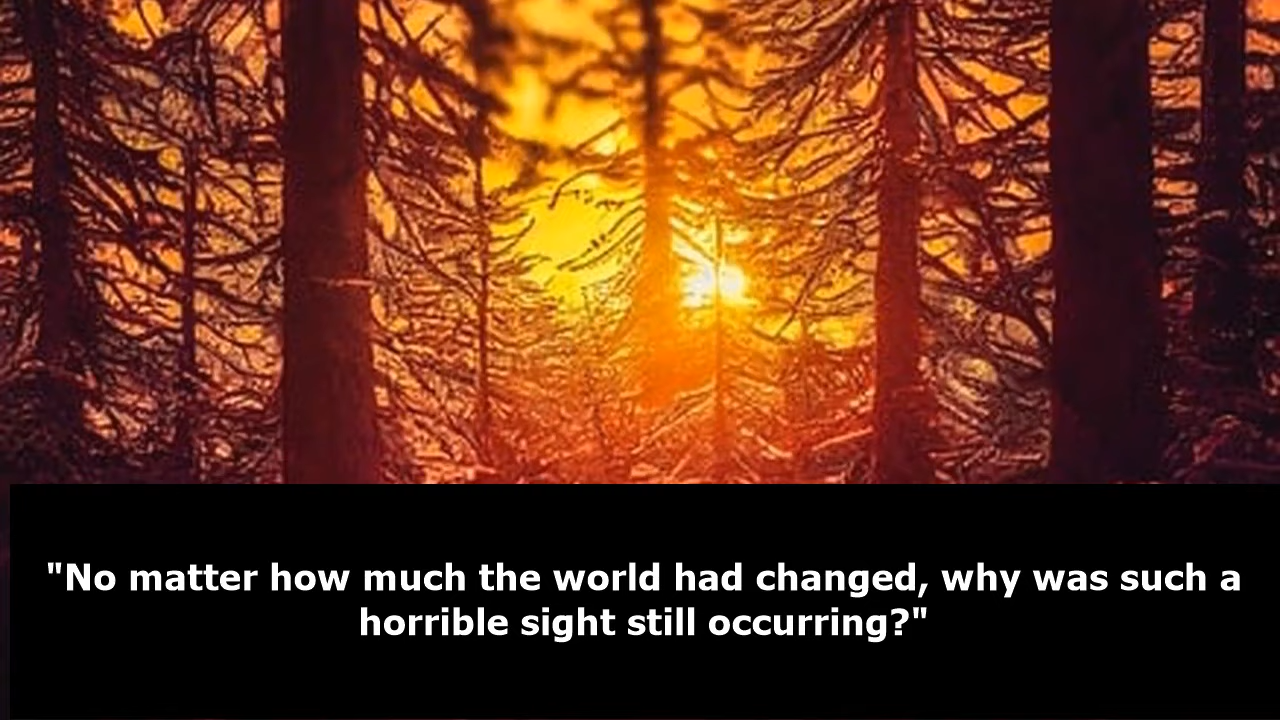 "No matter how much the world had changed, why was such a
horrible sight still occurring?"